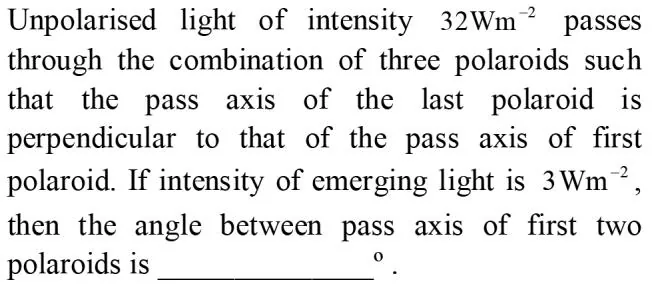 Unpolarised light of intensity 32Wm⁻² passes
through the combination of three polaroids such
that the pass axis of the last polaroid is
perpendicular to that of the pass axis of first
polaroid. If intensity of emerging light is 3Wm⁻²,
then the angle between pass axis of first two
polaroids is ________________º.